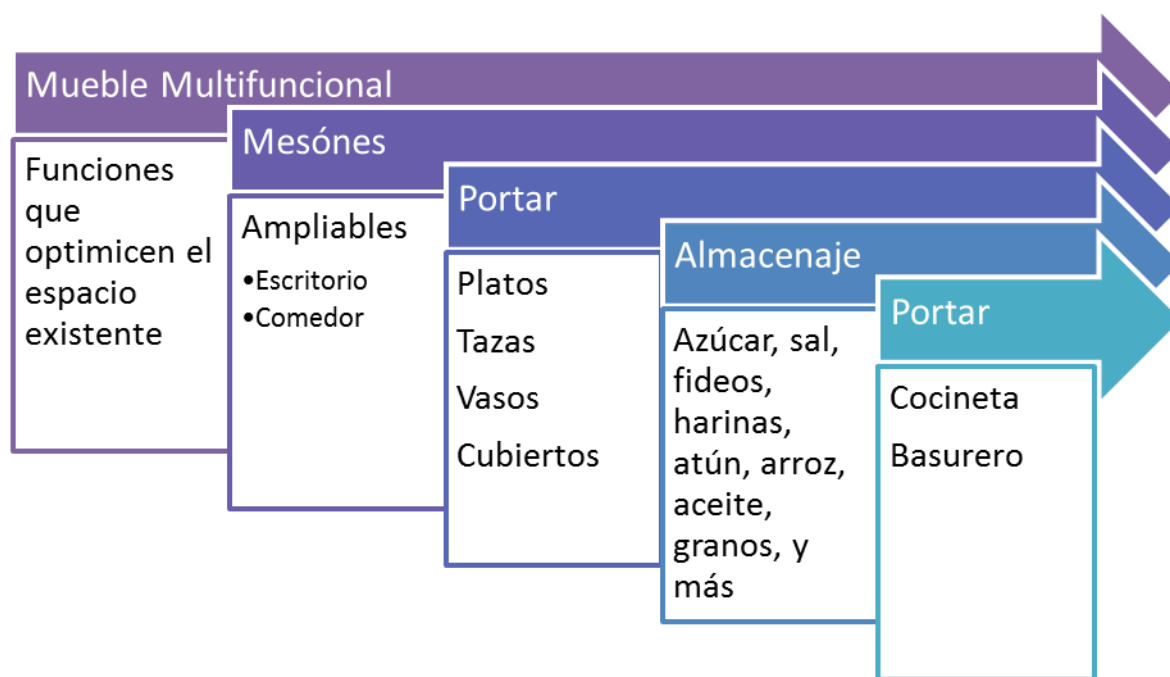 Mueble Multifuncional
Funciones
que
optimicen el
espacio
existente
Mesónes
Ampliables
•Escritorio
•Comedor
Portar
Platos
Tazas
Vasos
Cubiertos
Almacenaje
Azúcar, sal,
fideos,
harinas,
atún, arroz,
aceite,
granos, y
más
Portar
Cocineta
Basurero